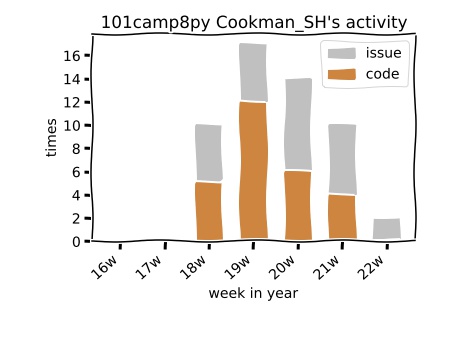 101camp8py Cookman_SH's activity
issue
code
times
16
14
12
10
8
6
4
2
0
16w
17w
18w
19w
20w
21w
22w
week in year